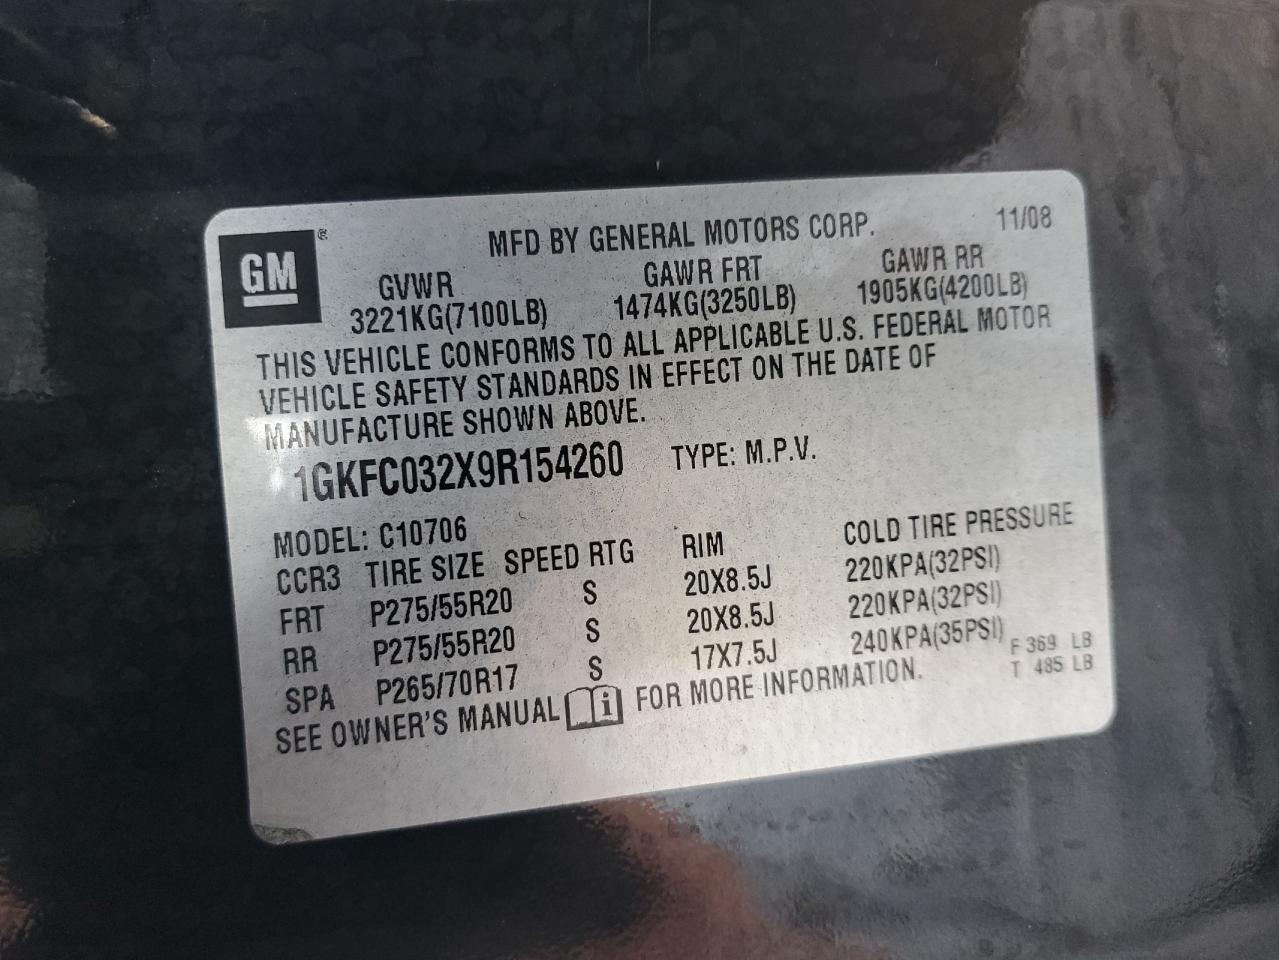 GM ®
MFD BY GENERAL MOTORS CORP. 11/08
GVWR GAWR FRT GAWR RR
3221KG(7100LB) 1474KG(3250LB) 1905KG(4200LB)
THIS VEHICLE CONFORMS TO ALL APPLICABLE U.S. FEDERAL MOTOR
VEHICLE SAFETY STANDARDS IN EFFECT ON THE DATE OF
MANUFACTURE SHOWN ABOVE.
1GKFC032X9R154260 TYPE: M.P.V.
MODEL: C10706
CCR3 TIRE SIZE SPEED RTG RIM COLD TIRE PRESSURE
FRT P275/55R20 S 20X8.5J 220KPA(32PSI)
RR P275/55R20 S 20X8.5J 220KPA(32PSI)
SPA P265/70R17 S 17X7.5J 240KPA(35PSI)
SEE OWNER'S MANUAL i FOR MORE INFORMATION.
F 369 LB
T 485 LB